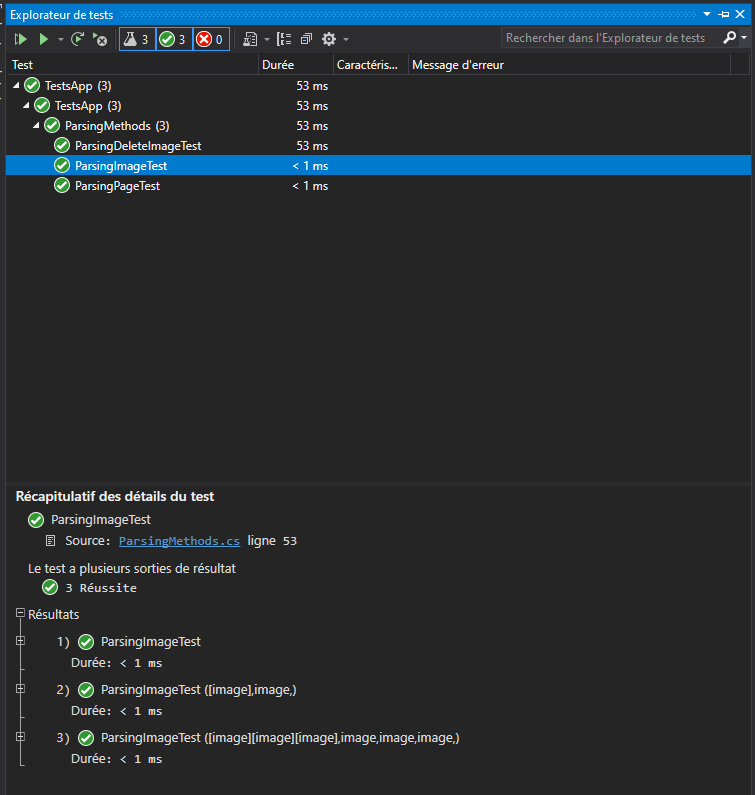 Explorateur de tests
3 3 0 Rechercher dans l'Explorateur de tests
Test Durée Caractéris... Message d'erreur
TestsApp (3) 53 ms
TestsApp (3) 53 ms
ParsingMethods (3) 53 ms
ParsingDeleteImageTest 53 ms
ParsingImageTest < 1 ms
ParsingPageTest < 1 ms
Récapitulatif des détails du test
ParsingImageTest
Source: ParsingMethods.cs ligne 53
Le test a plusieurs sorties de résultat
3 Réussite
Résultats
1) ParsingImageTest
Durée: < 1 ms
2) ParsingImageTest ([image],image,)
Durée: < 1 ms
3) ParsingImageTest ([image][image][image],image,image,image,)
Durée: < 1 ms